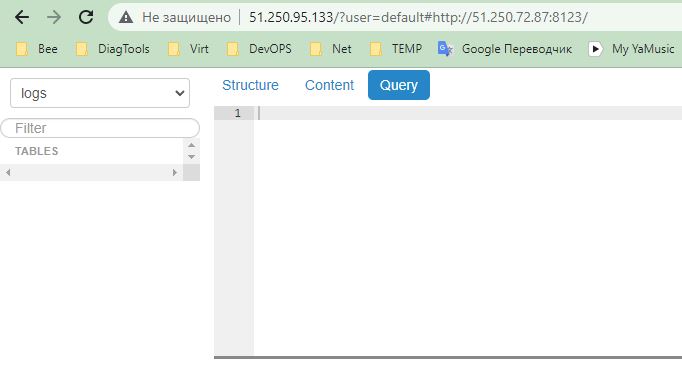 Не защищено 51.250.95.133/?user=default#http://51.250.72.87:8123/
Bee DiagTools Virt DevOPS Net TEMP Google Переводчик My YaMusic
logs Structure Content Query
Filter 1
TABLES